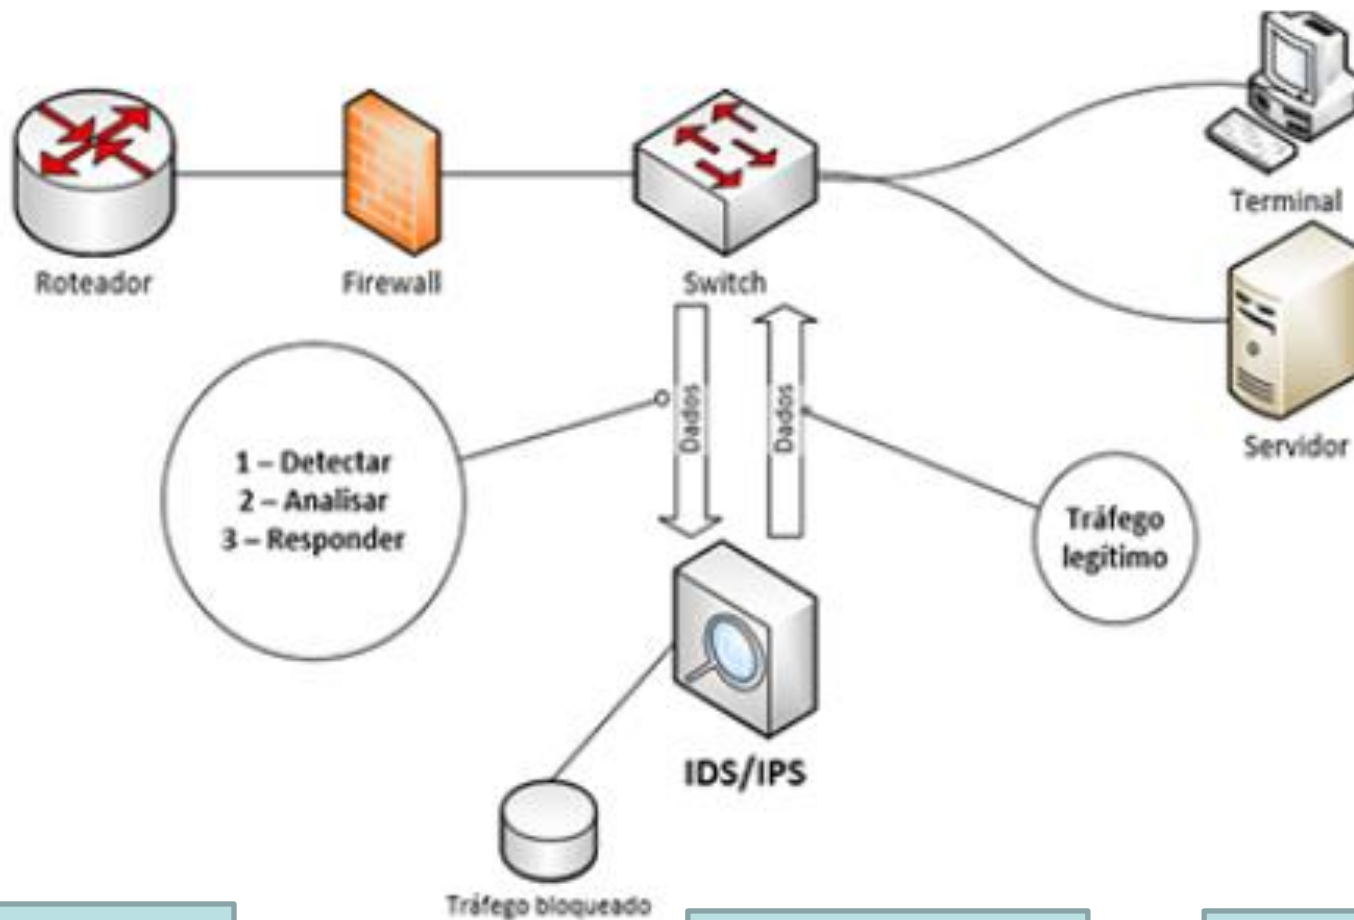 Terminal
Roteador
Firewall
Switch
Dados
Dados
Servidor
1 – Detectar
2 – Analisar
3 – Responder
Tráfego
legítimo
IDS/IPS
Tráfego bloqueado